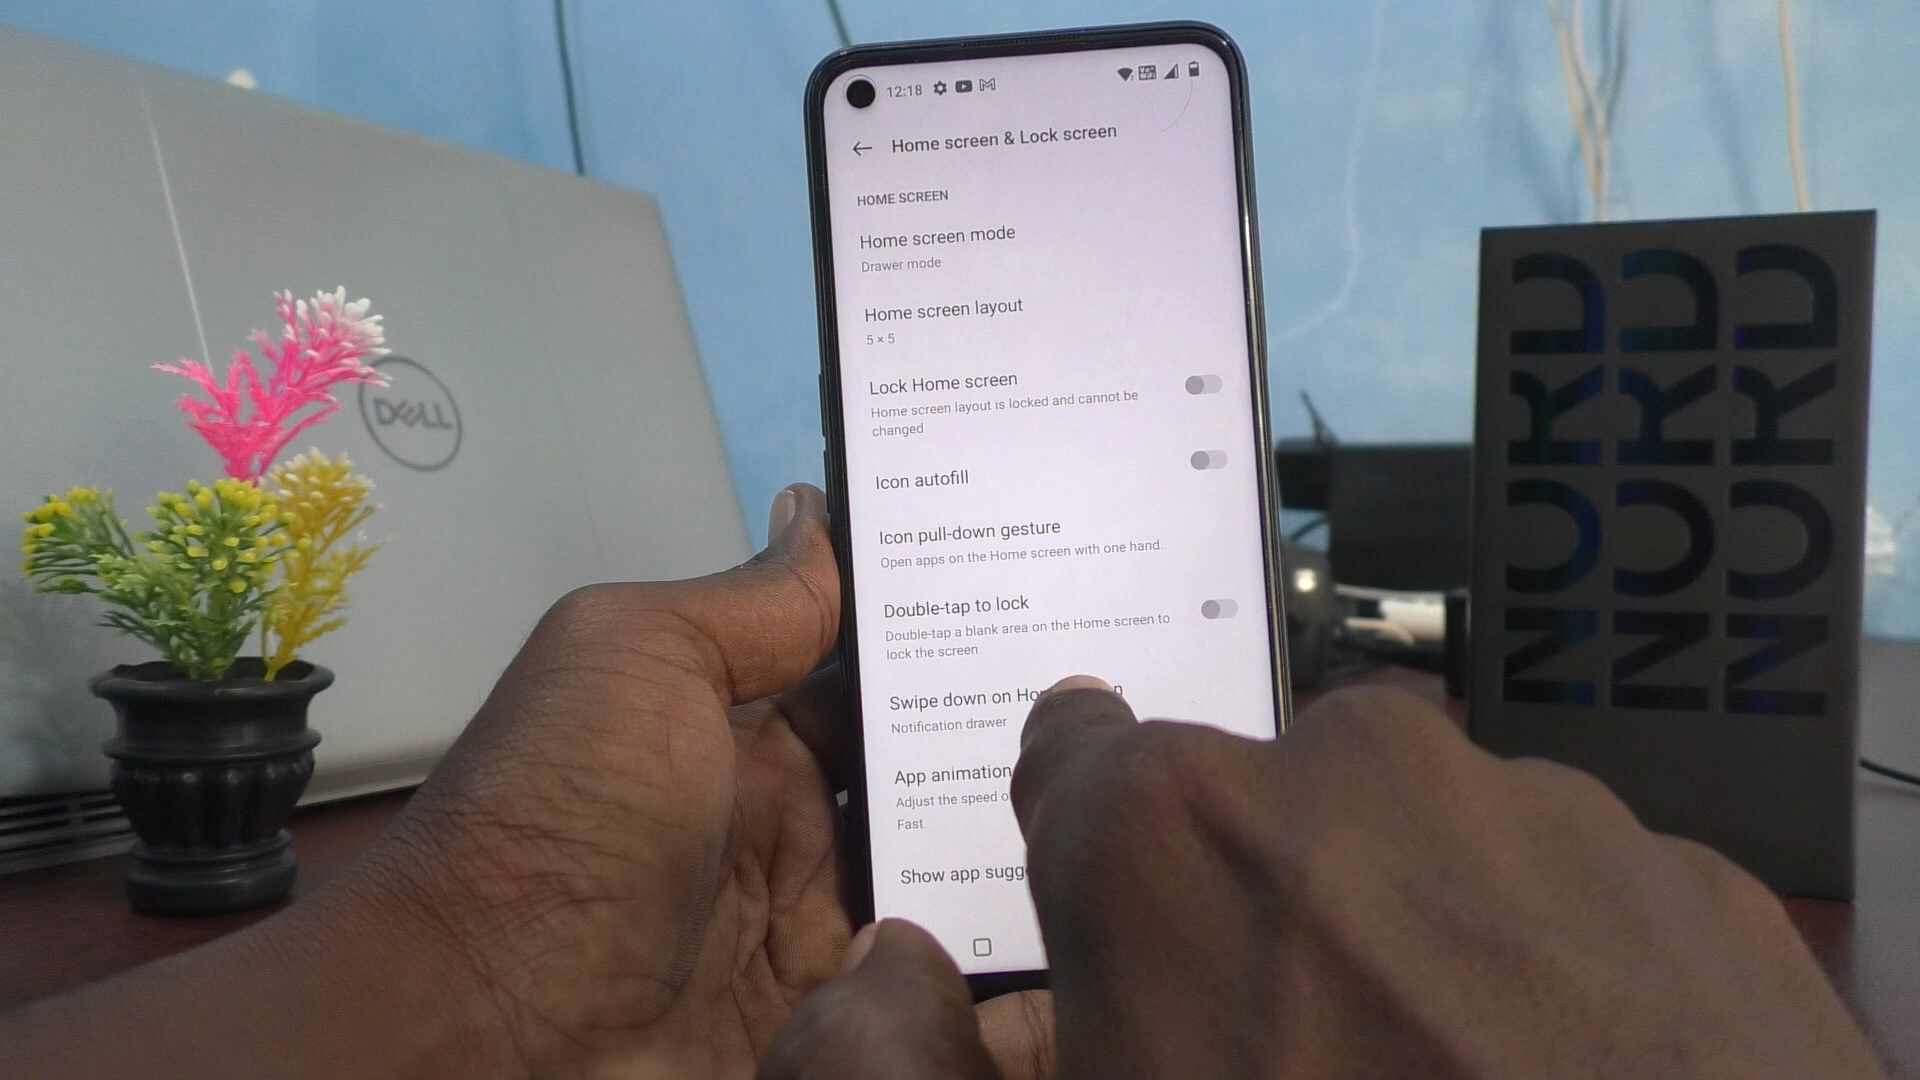 12:18
Home screen & Lock screen
HOME SCREEN
Home screen mode
Drawer mode
Home screen layout
5 × 5
Lock Home screen
Home screen layout is locked and cannot be
changed
Icon autofill
Icon pull-down gesture
Open apps on the Home screen with one hand.
Double-tap to lock
Double-tap a blank area on the Home screen to
lock the screen
Swipe down on
Notification drawer
App animation
Adjust the speed
Fast
Show app
DELL
NORD
NORD
NORD